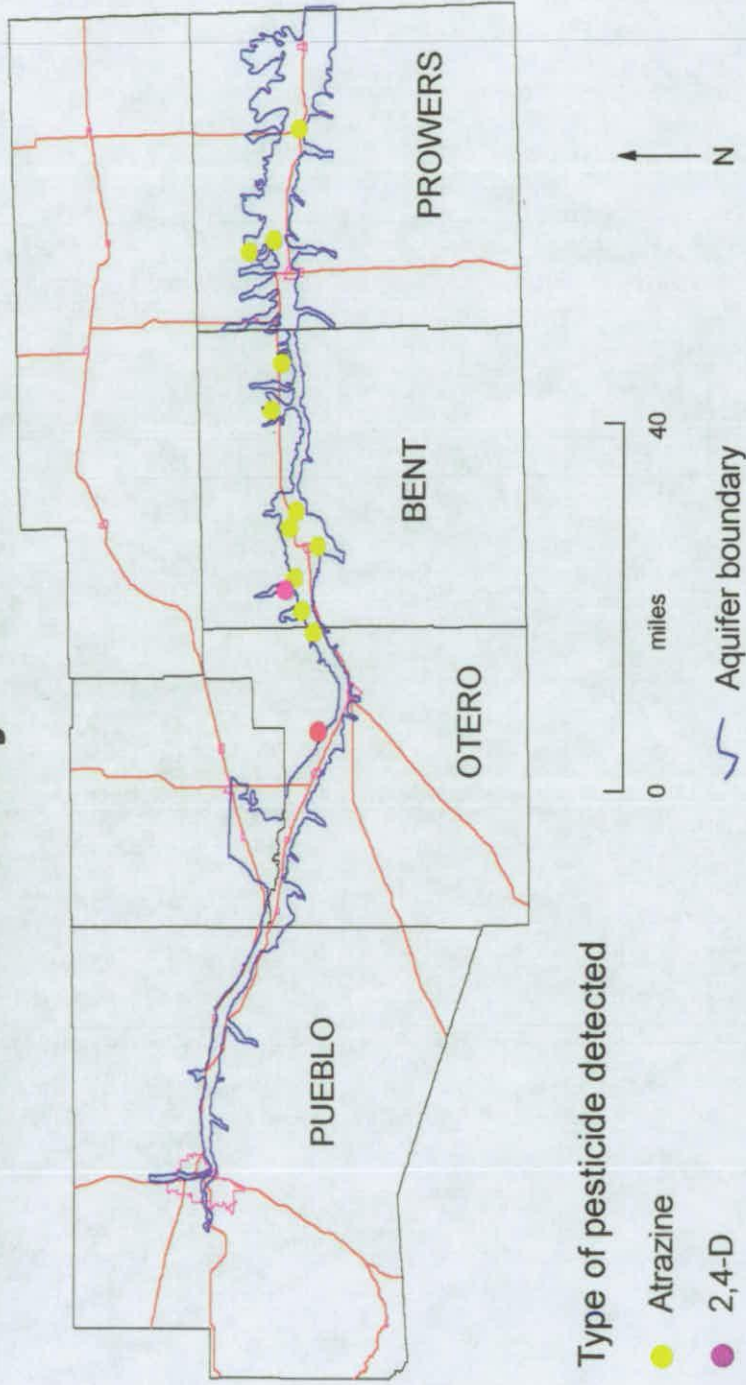 PUEBLO
OTERO
BENT
PROWERS
N
0 miles 40
Type of pesticide detected
Atrazine
2,4-D
Aquifer boundary